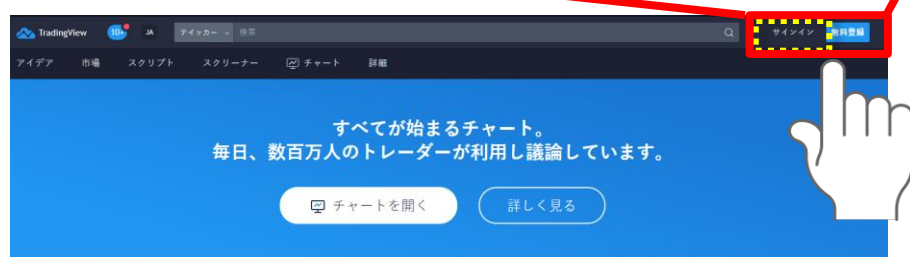 TradingView 10+ JA ティッカー 検索 サインイン 無料登録
アイデア 市場 スクリプト スクリーナー チャート 詳細
すべてが始まるチャート。
毎日、数百万人のトレーダーが利用し議論しています。
チャートを開く 詳しく見る